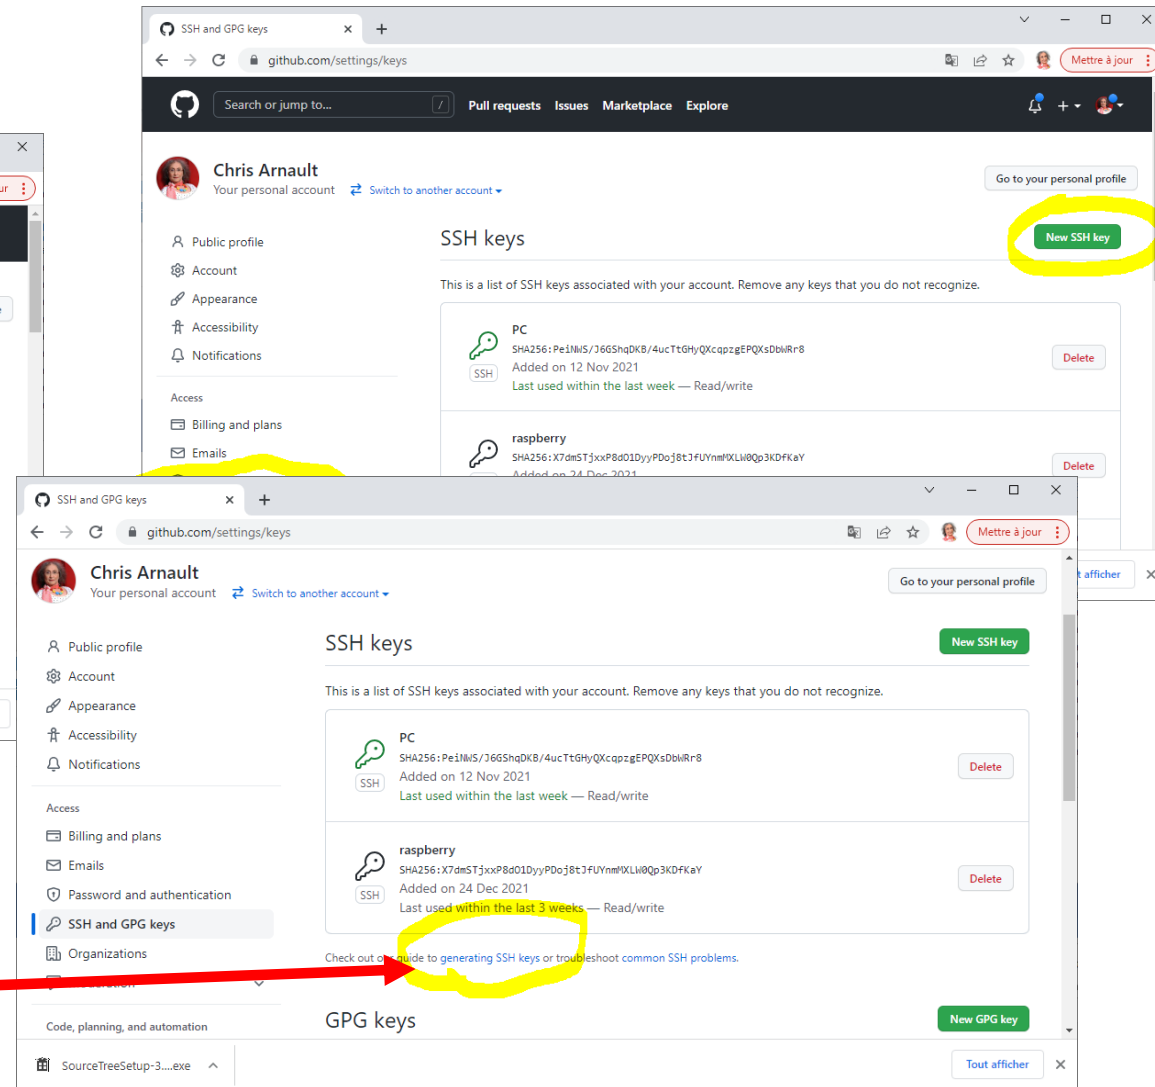 SSH and GPG keys
github.com/settings/keys
Mettre à jour
Search or jump to...
/
Pull requests Issues Marketplace Explore
Chris Arnault
Your personal account Switch to another account
Go to your personal profile
Public profile
Account
Appearance
Accessibility
Notifications
Access
Billing and plans
Emails
SSH keys
New SSH key
This is a list of SSH keys associated with your account. Remove any keys that you do not recognize.
PC
SHA256:PeiNWS/J6GShqDKB/4ucTtGHyQXcqpzgEPQXsDbWRr8
SSH
Added on 12 Nov 2021
Last used within the last week — Read/write
Delete
raspberry
SHA256:X7dmSTjxxP8dO1DyyPDoj8tJfUYnmMXLW0Qp3KDfKaY
Added on 24 Dec 2021
Delete
t afficher
ur
SSH and GPG keys
github.com/settings/keys
Mettre à jour
Chris Arnault
Your personal account Switch to another account
Go to your personal profile
Public profile
Account
Appearance
Accessibility
Notifications
Access
Billing and plans
Emails
Password and authentication
SSH and GPG keys
Organizations
Code, planning, and automation
SSH keys
New SSH key
This is a list of SSH keys associated with your account. Remove any keys that you do not recognize.
PC
SHA256:PeiNWS/J6GShqDKB/4ucTtGHyQXcqpzgEPQXsDbWRr8
SSH
Added on 12 Nov 2021
Last used within the last week — Read/write
Delete
raspberry
SHA256:X7dmSTjxxP8dO1DyyPDoj8tJfUYnmMXLW0Qp3KDfKaY
SSH
Added on 24 Dec 2021
Last used within the last 3 weeks — Read/write
Delete
Check out our guide to generating SSH keys or troubleshoot common SSH problems.
GPG keys
New GPG key
SourceTreeSetup-3....exe
Tout afficher